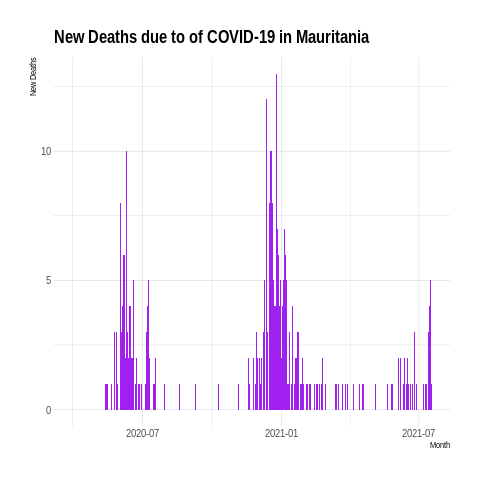 New Deaths due to of COVID-19 in Mauritania
New Deaths
10
5
0
2020-07
2021-01
2021-07
Month